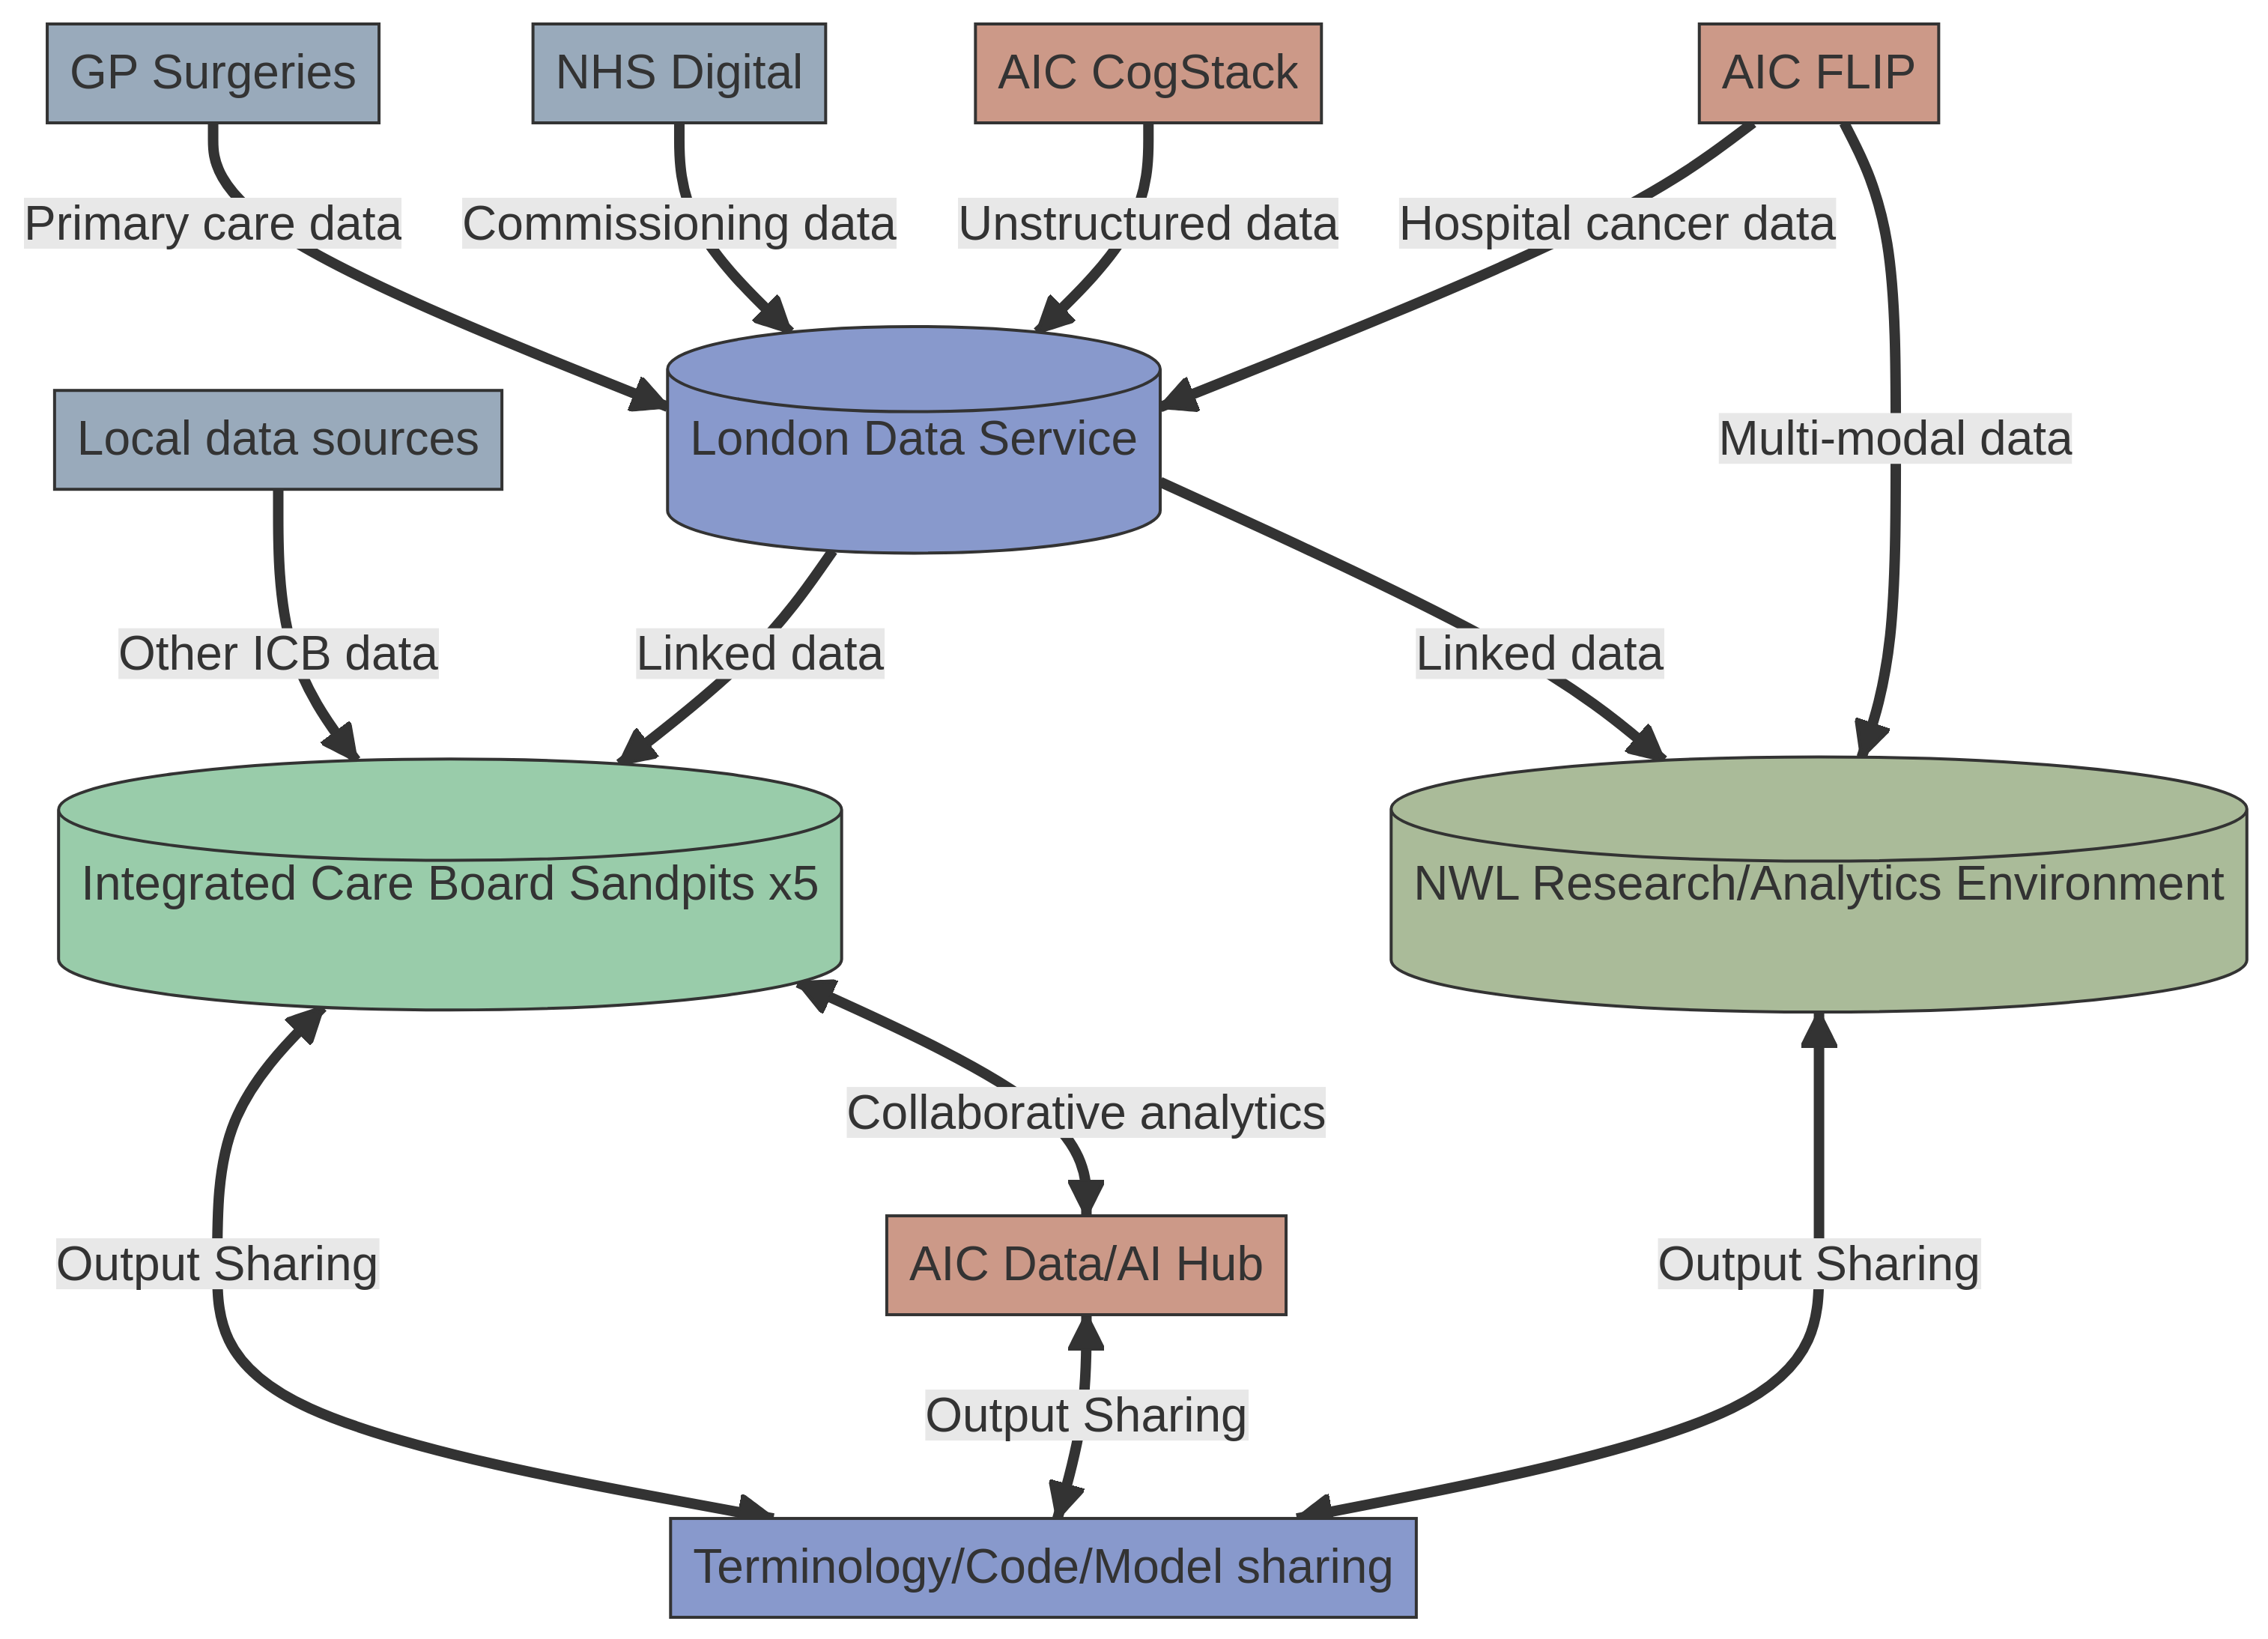 GP Surgeries
NHS Digital
AIC CogStack
AIC FLIP
Primary care data
Commissioning data
Unstructured data
Hospital cancer data
Local data sources
London Data Service
Multi-modal data
Other ICB data
Linked data
Linked data
Integrated Care Board Sandpits x5
NWL Research/Analytics Environment
Collaborative analytics
Output Sharing
AIC Data/AI Hub
Output Sharing
Output Sharing
Terminology/Code/Model sharing